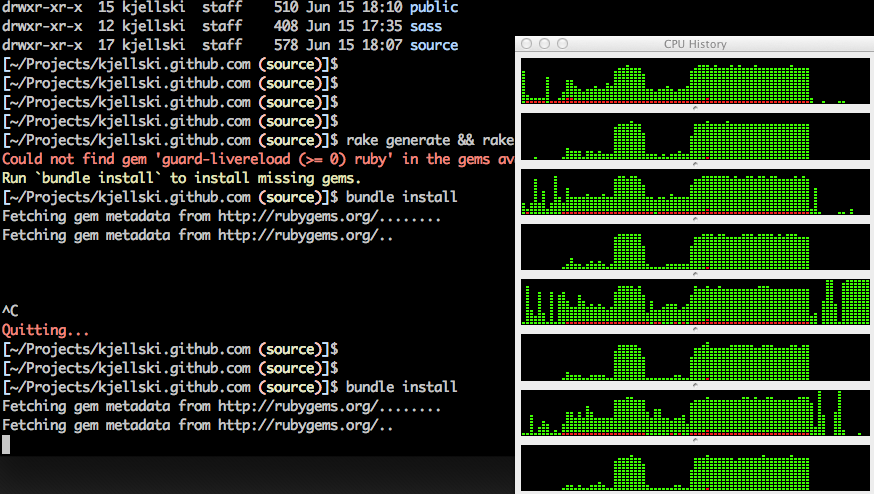 drwxr-xr-x  15 kjellski  staff    510 Jun 15 18:10 public
drwxr-xr-x  12 kjellski  staff    408 Jun 15 17:35 sass
drwxr-xr-x  17 kjellski  staff    578 Jun 15 18:07 source
[~/Projects/kjellski.github.com (source)]$
[~/Projects/kjellski.github.com (source)]$
[~/Projects/kjellski.github.com (source)]$
[~/Projects/kjellski.github.com (source)]$
[~/Projects/kjellski.github.com (source)]$ rake generate && rake
Could not find gem 'guard-livereload (>= 0) ruby' in the gems av
Run `bundle install` to install missing gems.
[~/Projects/kjellski.github.com (source)]$ bundle install
Fetching gem metadata from http://rubygems.org/........
Fetching gem metadata from http://rubygems.org/..
^C
Quitting...
[~/Projects/kjellski.github.com (source)]$
[~/Projects/kjellski.github.com (source)]$
[~/Projects/kjellski.github.com (source)]$ bundle install
Fetching gem metadata from http://rubygems.org/........
Fetching gem metadata from http://rubygems.org/..
CPU History